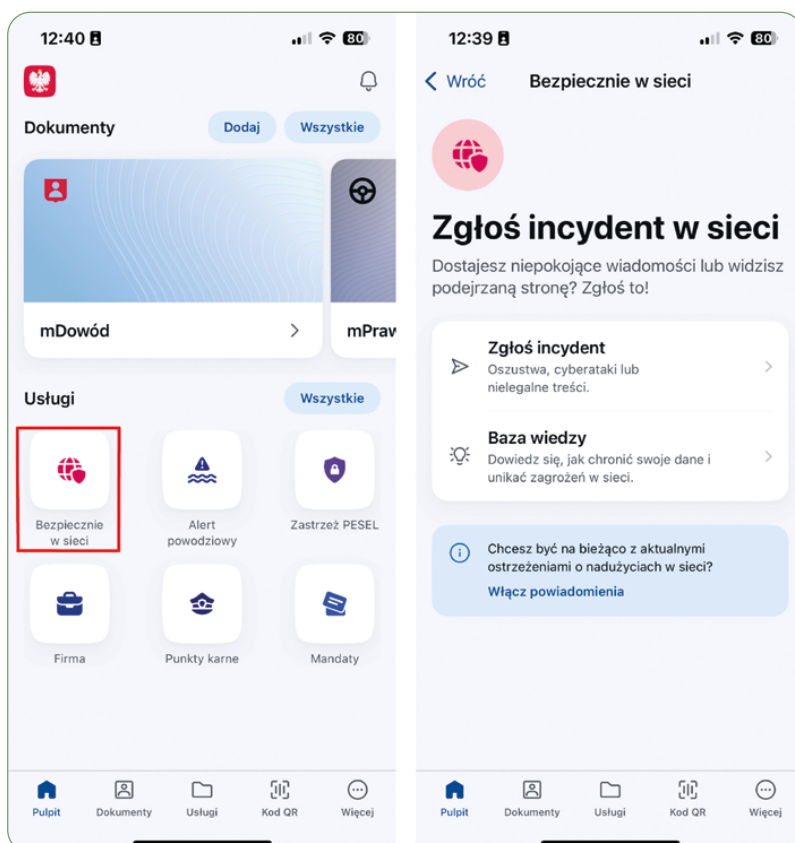 12:40
80
Dokumenty
Dodaj
Wszystkie
mDowód
mPraw
Usługi
Wszystkie
Bezpiecznie
w sieci
Alert
powodziowy
Zastrzeż PESEL
Firma
Punkty karne
Mandaty
Pulpit
Dokumenty
Usługi
Kod QR
Więcej
12:39
80
Wróć
Bezpiecznie w sieci
Zgłoś incydent w sieci
Dostajesz niepokojące wiadomości lub widzisz
podejrzaną stronę? Zgłoś to!
Zgłoś incydent
Oszustwa, cyberataki lub
nielegalne treści.
Baza wiedzy
Dowiedz się, jak chronić swoje dane i
unikać zagrożeń w sieci.
Chcesz być na bieżąco z aktualnymi
ostrzeżeniami o nadużyciach w sieci?
Włącz powiadomienia
Pulpit
Dokumenty
Usługi
Kod QR
Więcej